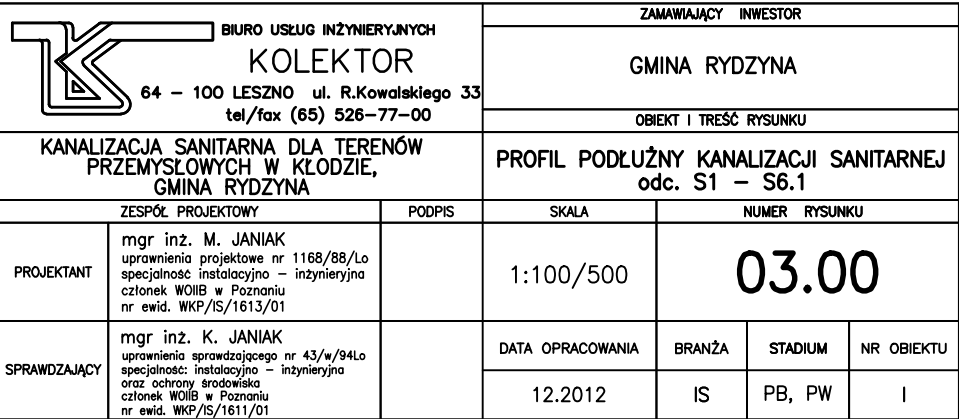 BIURO USŁUG INŻYNIERYJNYCH
KOLEKTOR
64 - 100 LESZNO ul. R.Kowalskiego 33
tel/fax (65) 526-77-00
ZAMAWIAJĄCY INWESTOR
GMINA RYDZYNA
OBIEKT I TREŚĆ RYSUNKU
KANALIZACJA SANITARNA DLA TERENÓW
PRZEMYSŁOWYCH W KŁODZIE,
GMINA RYDZYNA
PROFIL PODŁUŻNY KANALIZACJI SANITARNEJ
odc. S1 - S6.1
ZESPÓŁ PROJEKTOWY
PODPIS
SKALA
NUMER RYSUNKU
PROJEKTANT
mgr inż. M. JANIAK
uprawnienia projektowe nr 1168/88/Lo
specjalność instalacyjno - inżynieryjna
członek WOIIB w Poznaniu
nr ewid. WKP/IS/1613/01
1:100/500
03.00
SPRAWDZAJĄCY
mgr inż. K. JANIAK
uprawnienia sprawdzającego nr 43/w/94Lo
specjalność: instalacyjno - inżynieryjna
oraz ochrony środowiska
członek WOIIB w Poznaniu
nr ewid. WKP/IS/1611/01
DATA OPRACOWANIA
BRANŻA
STADIUM
NR OBIEKTU
12.2012
IS
PB, PW
I